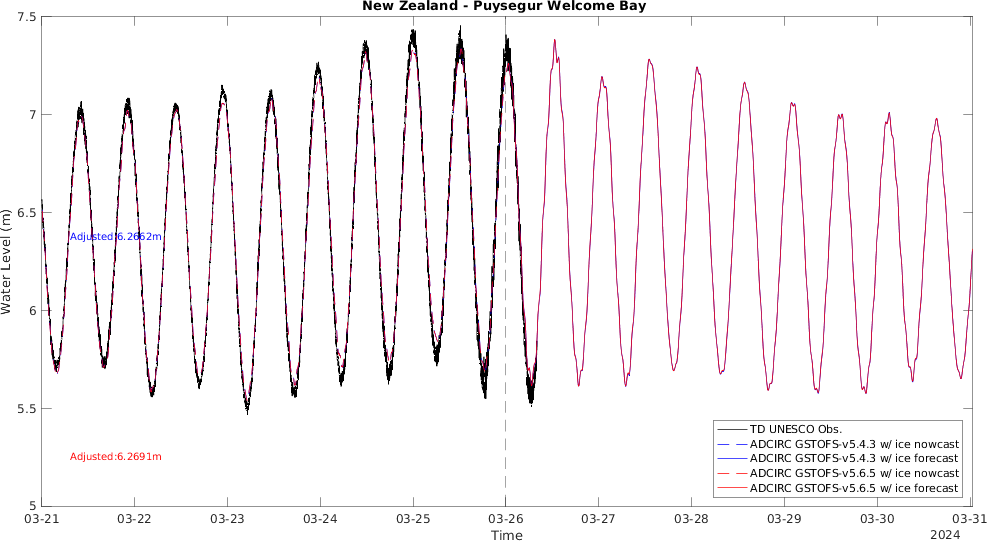 New Zealand - Puysegur Welcome Bay
Water Level (m)
7.5
7
6.5
6
5.5
5
Adjusted:6.2662m
Adjusted:6.2691m
TD UNESCO Obs.
ADCIRC GSTOFS-v5.4.3 w/ ice nowcast
ADCIRC GSTOFS-v5.4.3 w/ ice forecast
ADCIRC GSTOFS-v5.6.5 w/ ice nowcast
ADCIRC GSTOFS-v5.6.5 w/ ice forecast
03-21 03-22 03-23 03-24 03-25 03-26 03-27 03-28 03-29 03-30 03-31
Time
2024